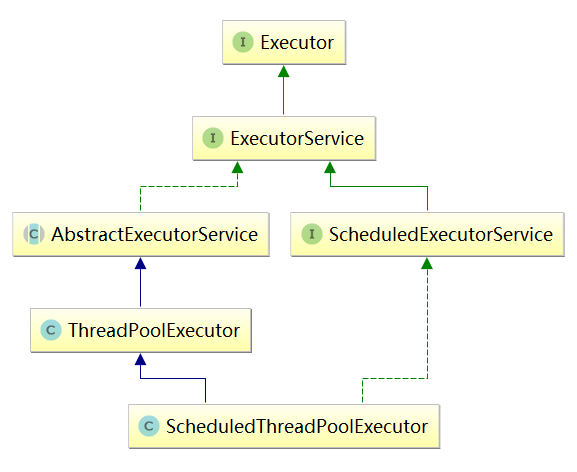 I Executor
I ExecutorService
C AbstractExecutorService
I ScheduledExecutorService
C ThreadPoolExecutor
C ScheduledThreadPoolExecutor